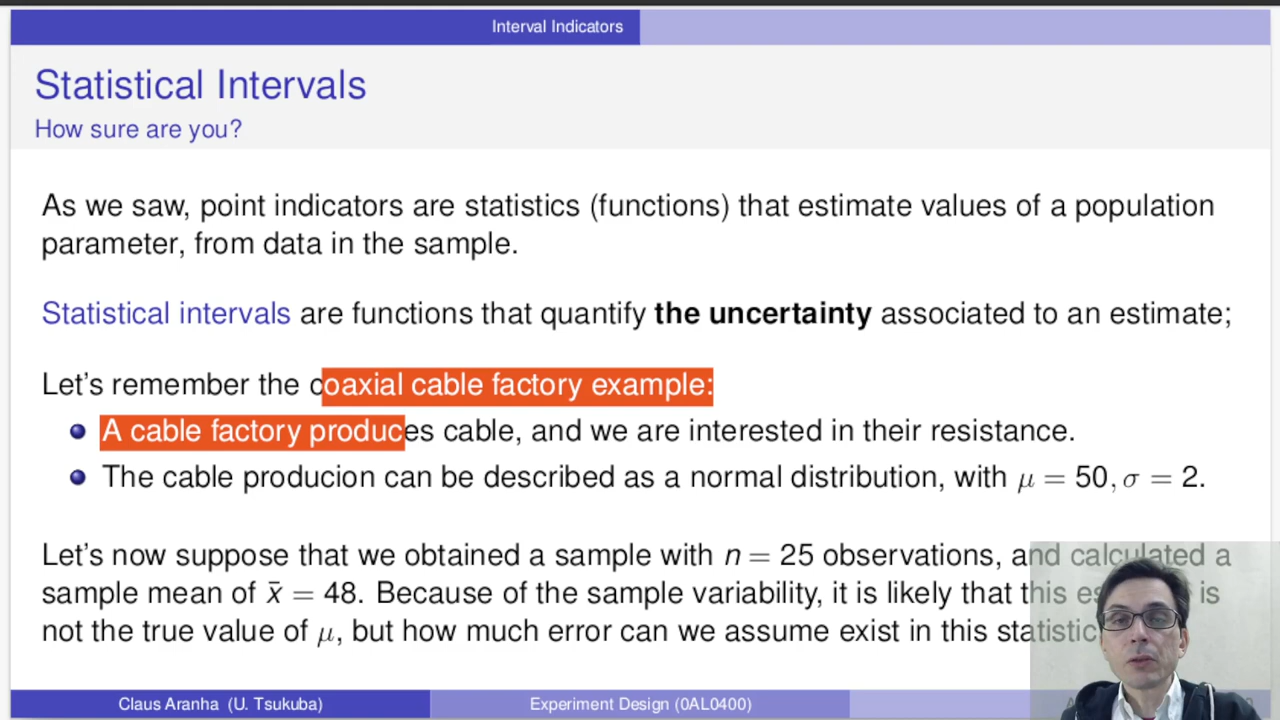 Interval Indicators
Statistical Intervals
How sure are you?
As we saw, point indicators are statistics (functions) that estimate values of a population
parameter, from data in the sample.
Statistical intervals are functions that quantify the uncertainty associated to an estimate;
Let's remember the coaxial cable factory example:
A cable factory produces cable, and we are interested in their resistance.
The cable producion can be described as a normal distribution, with μ = 50, σ = 2.
Let's now suppose that we obtained a sample with n = 25 observations, and calculated a
sample mean of x̄ = 48. Because of the sample variability, it is likely that this is
not the true value of μ, but how much error can we assume exist in this statistic
Claus Aranha (U. Tsukuba)
Experiment Design (0AL0400)